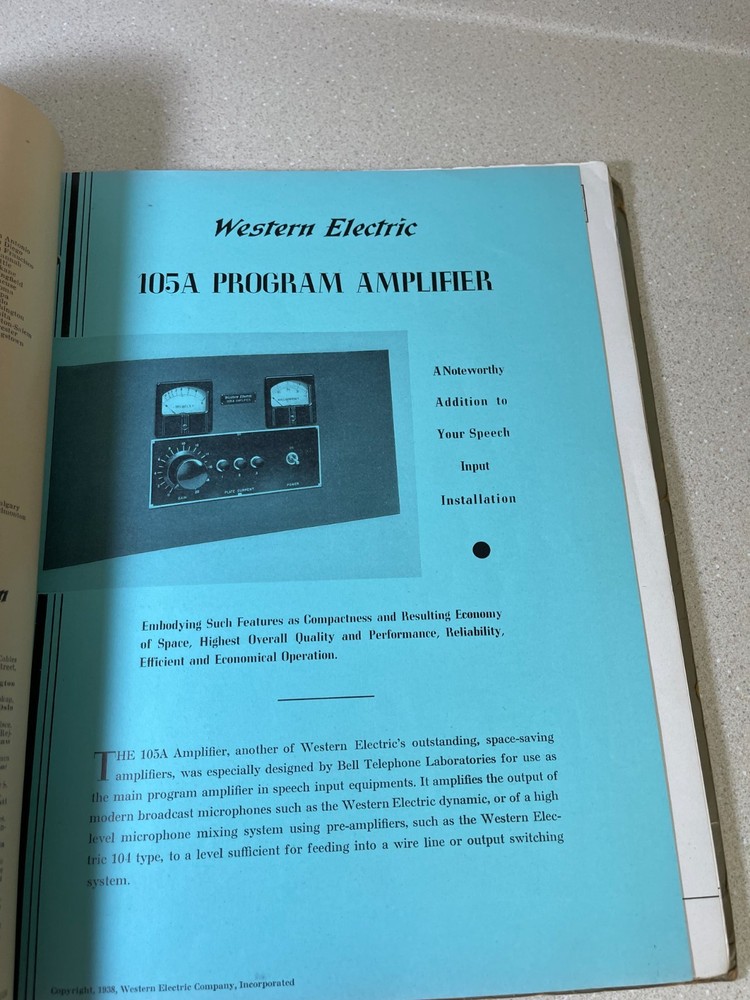 Western Electric
105A PROGRAM AMPLIFIER
A Noteworthy
Addition to
Your Speech
Input
Installation
Western Electric
PLATE CURRENT
POWER
Embodying Such Features as Compactness and Resulting Economy
of Space, Highest Overall Quality and Performance, Reliability,
Efficient and Economical Operation.
THE 105A Amplifier, another of Western Electric's outstanding, space-saving
amplifiers, was especially designed by Bell Telephone Laboratories for use as
the main program amplifier in speech input equipments. It amplifies the output of
modern broadcast microphones such as the Western Electric dynamic, or of a high
level microphone mixing system using pre-amplifiers, such as the Western Elec-
tric 104 type, to a level sufficient for feeding into a wire line or output switching
system.
Copyright, 1938, Western Electric Company, Incorporated